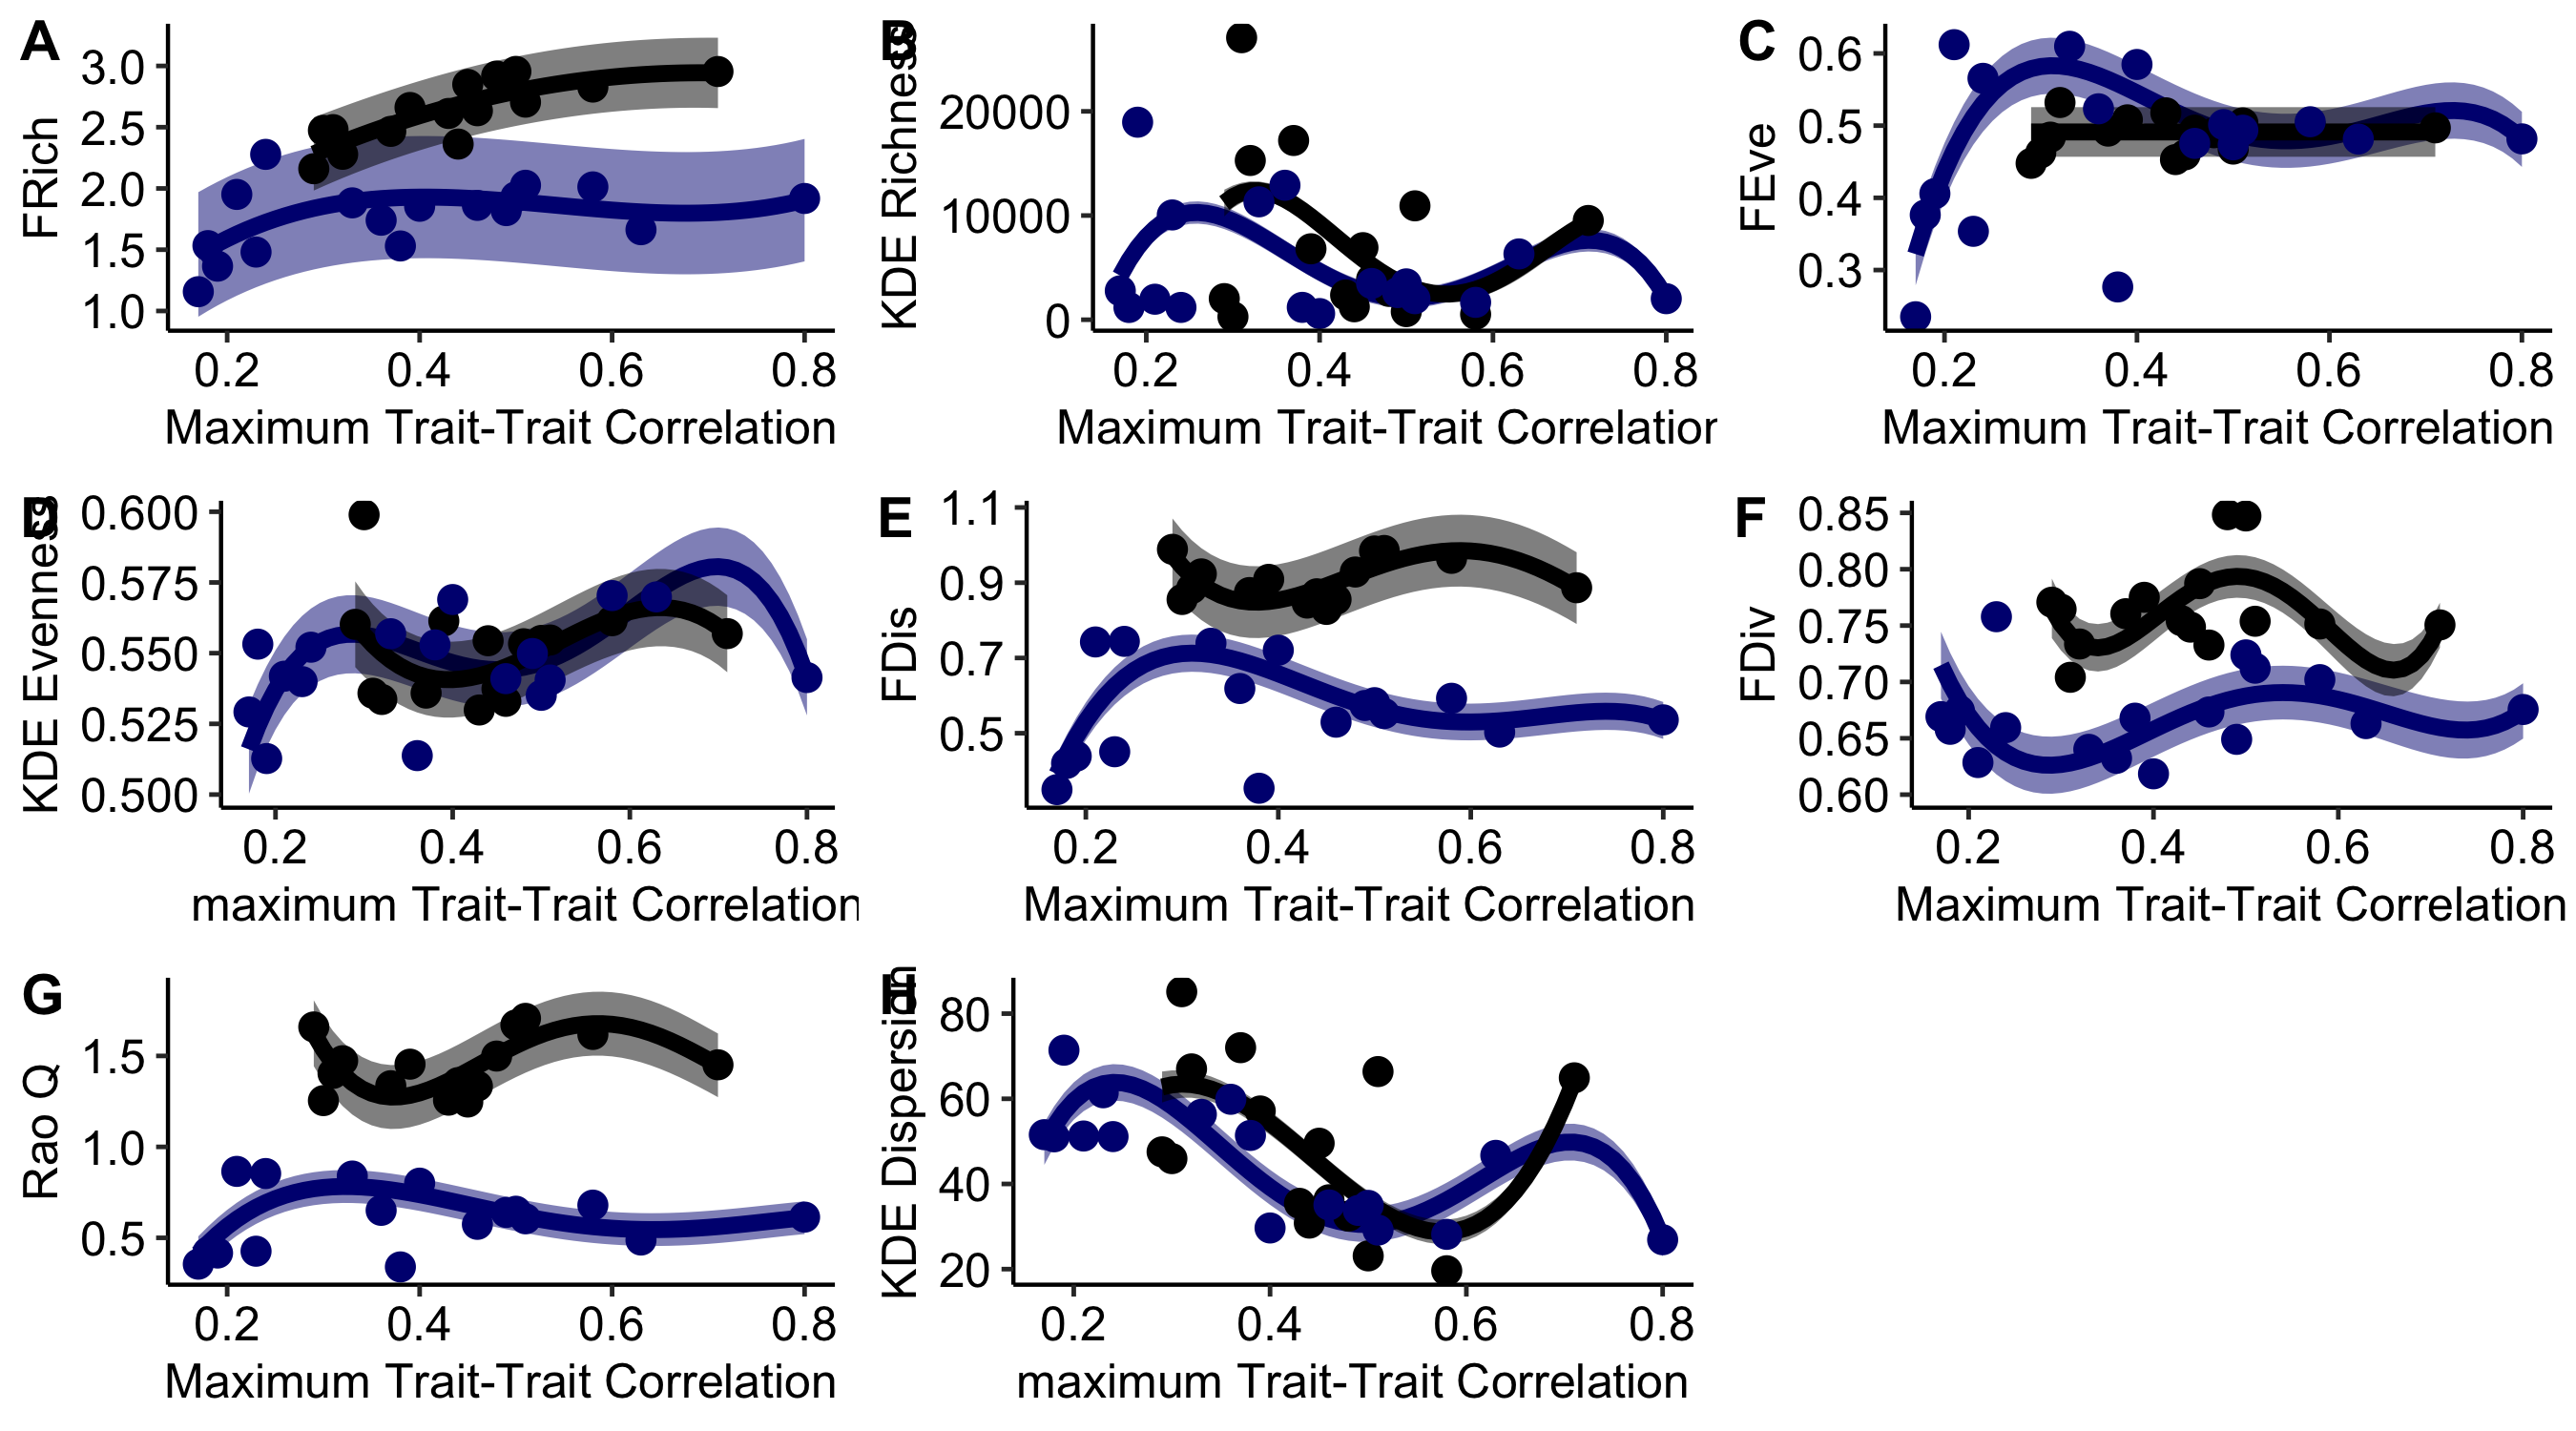 A
FRich
3.0
2.5
2.0
1.5
1.0
0.2 0.4 0.6 0.8
Maximum Trait-Trait Correlation
B
KDE Richness
20000
10000
0
0.2 0.4 0.6 0.8
Maximum Trait-Trait Correlation
C
FEve
0.6
0.5
0.4
0.3
0.2 0.4 0.6 0.8
Maximum Trait-Trait Correlation
D
KDE Evenness
0.600
0.575
0.550
0.525
0.500
0.2 0.4 0.6 0.8
maximum Trait-Trait Correlation
E
FDis
1.1
0.9
0.7
0.5
0.2 0.4 0.6 0.8
Maximum Trait-Trait Correlation
F
FDiv
0.85
0.80
0.75
0.70
0.65
0.60
0.2 0.4 0.6 0.8
Maximum Trait-Trait Correlation
G
Rao Q
1.5
1.0
0.5
0.2 0.4 0.6 0.8
Maximum Trait-Trait Correlation
H
KDE Dispersion
80
60
40
20
0.2 0.4 0.6 0.8
maximum Trait-Trait Correlation